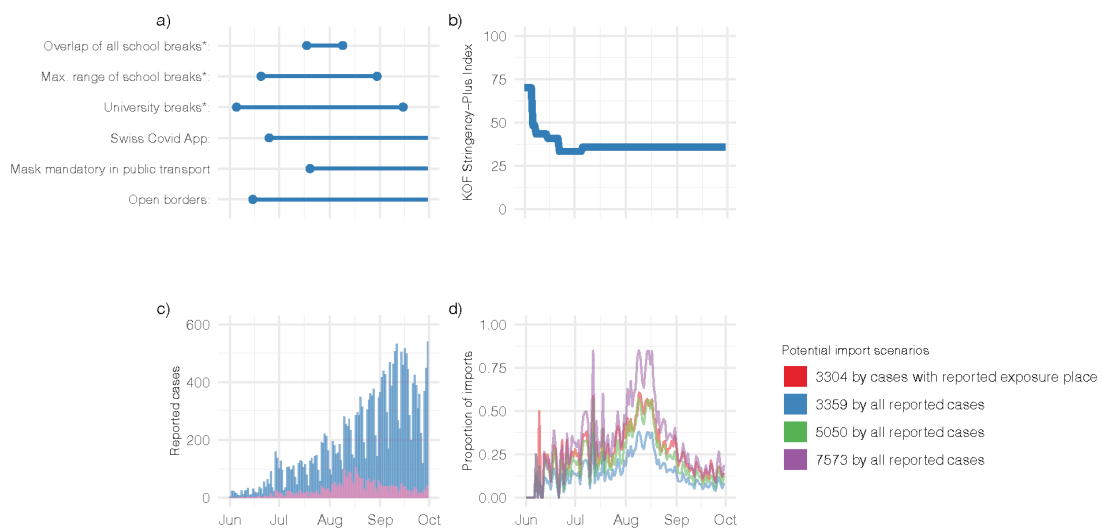 a)
Overlap of all school breaks*:
Max. range of school breaks*:
University breaks*:
Swiss Covid App:
Mask mandatory in public transport
Open borders:
b)
KOF Stringency-Plus Index
100
75
50
25
0
c)
Reported cases
600
400
200
0
Jun Jul Aug Sep Oct
d)
Proportion of imports
1.00
0.75
0.50
0.25
0.00
Jun Jul Aug Sep Oct
Potential import scenarios
3304 by cases with reported exposure place
3359 by all reported cases
5050 by all reported cases
7573 by all reported cases